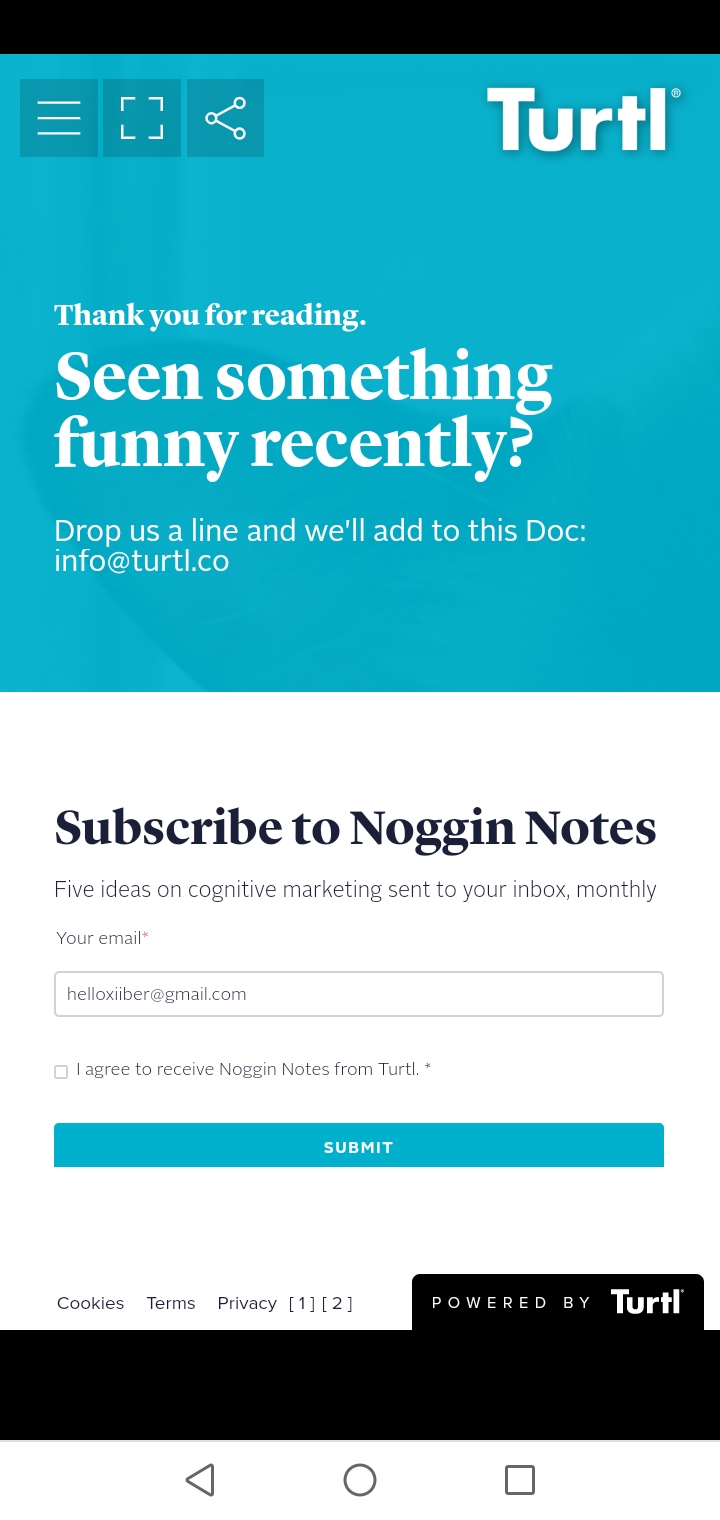 Turtl®
Thank you for reading.
Seen something
funny recently?
Drop us a line and we'll add to this Doc:
info@turtl.co
Subscribe to Noggin Notes
Five ideas on cognitive marketing sent to your inbox, monthly
Your email*
helloxiiber@gmail.com
I agree to receive Noggin Notes from Turtl. *
SUBMIT
Cookies Terms Privacy [ 1 ] [ 2 ]
POWERED BY Turtl